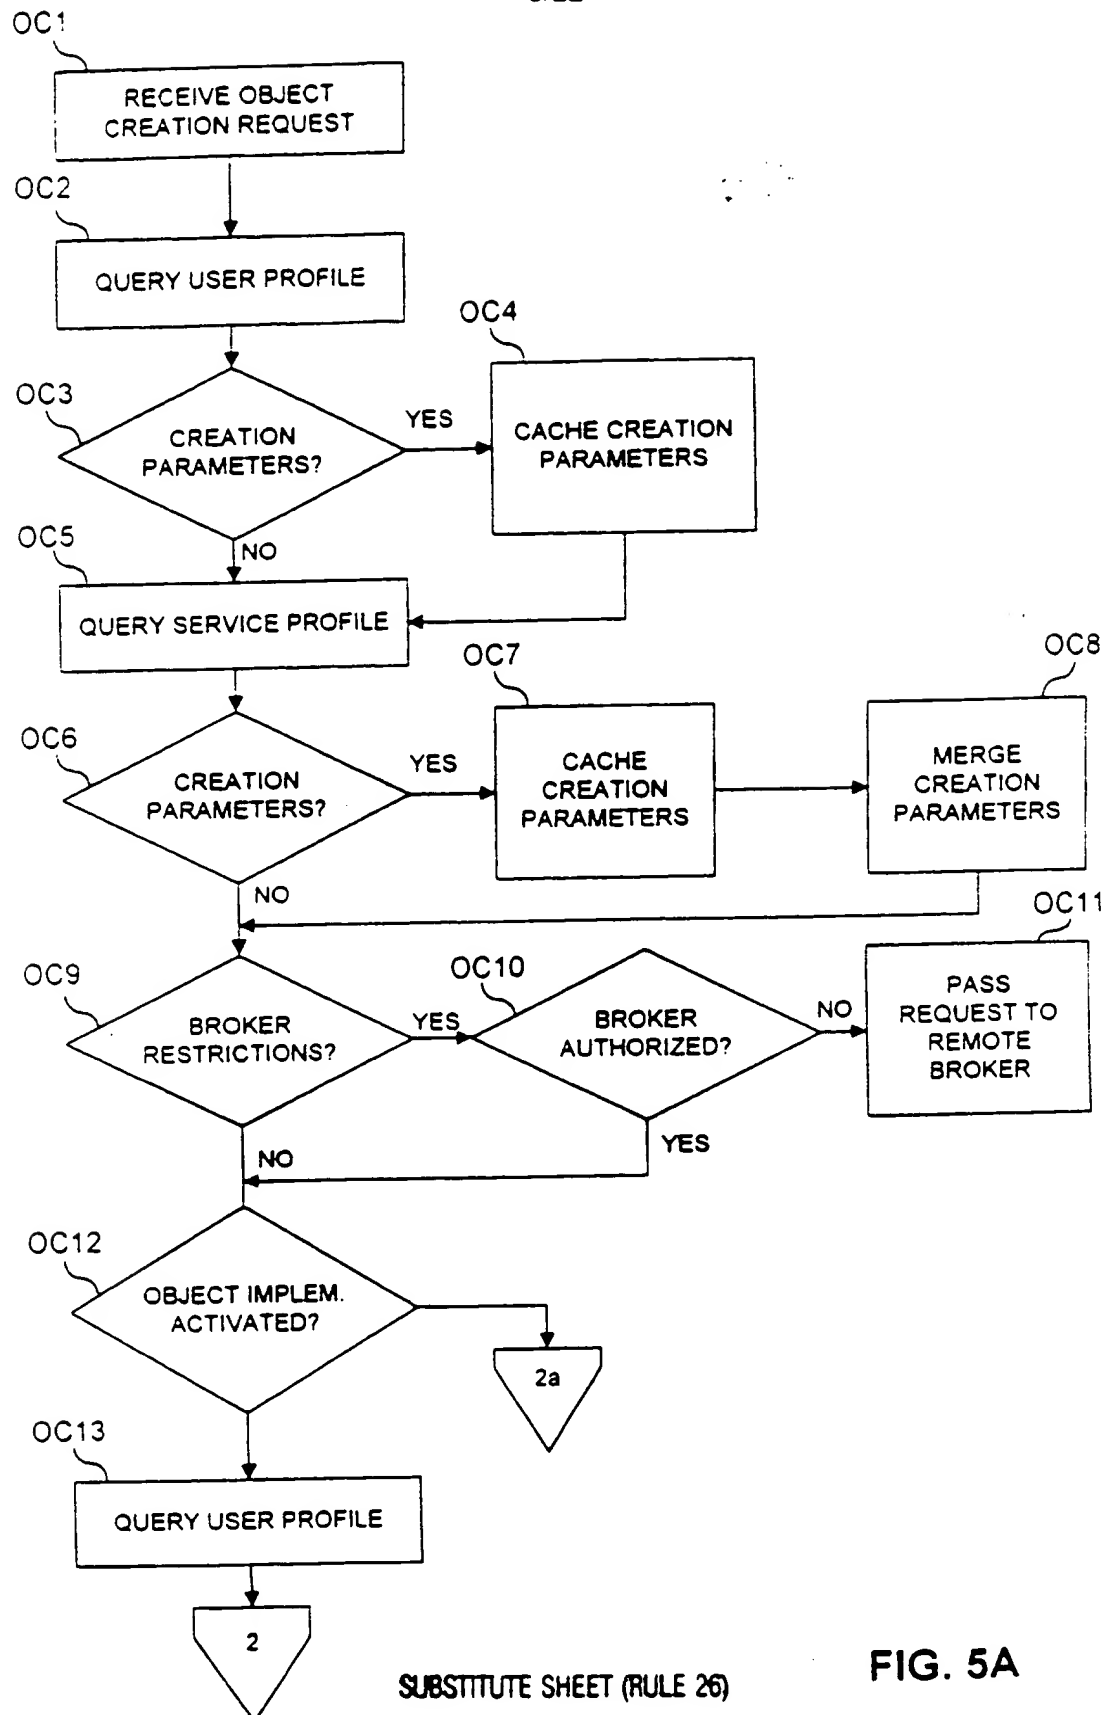 OC1
RECEIVE OBJECT
CREATION REQUEST
OC2
QUERY USER PROFILE
OC3
CREATION
PARAMETERS?
YES
OC4
CACHE CREATION
PARAMETERS
NO
OC5
QUERY SERVICE PROFILE
OC6
CREATION
PARAMETERS?
YES
OC7
CACHE
CREATION
PARAMETERS
OC8
MERGE
CREATION
PARAMETERS
NO
OC9
BROKER
RESTRICTIONS?
YES
OC10
BROKER
AUTHORIZED?
NO
OC11
PASS
REQUEST TO
REMOTE
BROKER
YES
NO
OC12
OBJECT IMPLEM.
ACTIVATED?
2a
OC13
QUERY USER PROFILE
2
SUBSTITUTE SHEET (RULE 26)
FIG. 5A